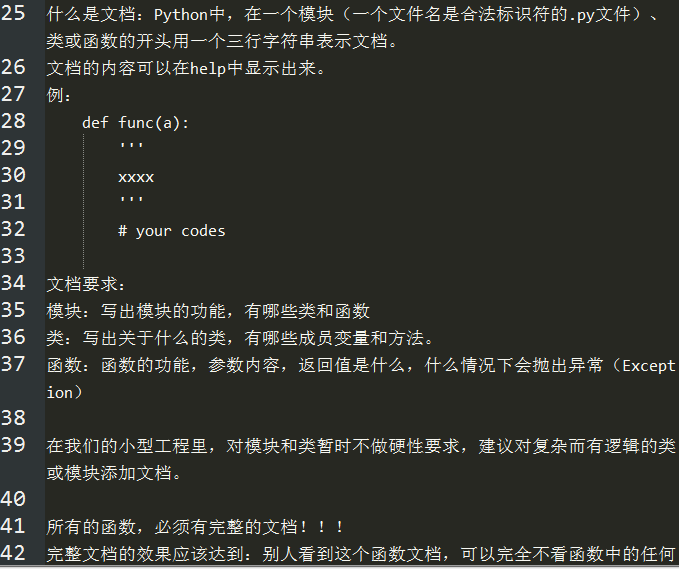 25 什么是文档：Python中，在一个模块（一个文件名是合法标识符的.py文件）、
类或函数的开头用一个三行字符串表示文档。
26 文档的内容可以在help中显示出来。
27 例：
28 def func(a):
29 '''
30 xxxx
31 '''
32 # your codes
33
34 文档要求：
35 模块：写出模块的功能，有哪些类和函数
36 类：写出关于什么的类，有哪些成员变量和方法。
37 函数：函数的功能，参数内容，返回值是什么，什么情况下会抛出异常（Except
ion）
38
39 在我们的小型工程里，对模块和类暂时不做硬性要求，建议对复杂而有逻辑的类
或模块添加文档。
40
41 所有的函数，必须有完整的文档！！！
42 完整文档的效果应该达到：别人看到这个函数文档，可以完全不看函数中的任何